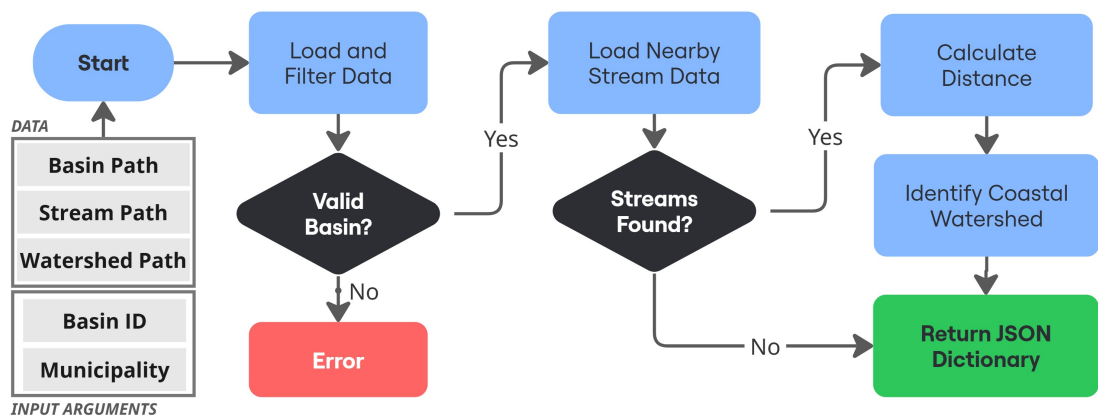 Start
DATA
Basin Path
Stream Path
Watershed Path
Basin ID
Municipality
INPUT ARGUMENTS
Load and
Filter Data
Valid
Basin?
Yes
No
Error
Load Nearby
Stream Data
Streams
Found?
Yes
No
Calculate
Distance
Identify Coastal
Watershed
Return JSON
Dictionary